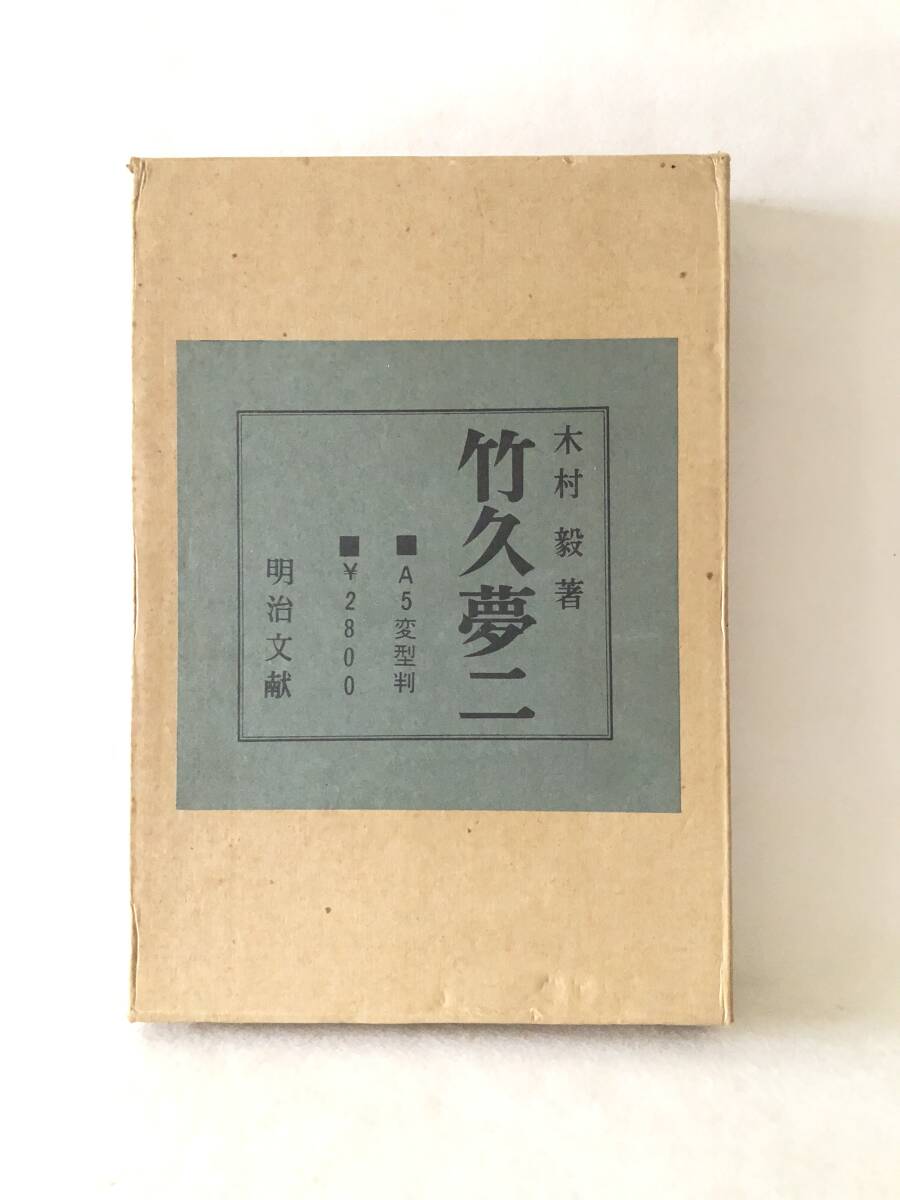 木村 毅 著
竹久夢二
■A5変型判
■¥2800
明治文献